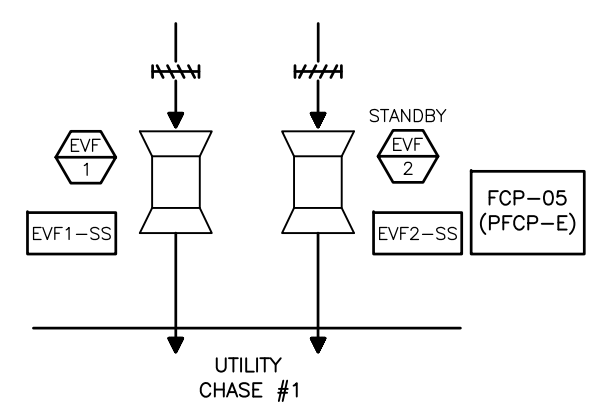 STANDBY
EVF
1
EVF
2
EVF1-SS
EVF2-SS
FCP-05
(PFCP-E)
UTILITY
CHASE #1